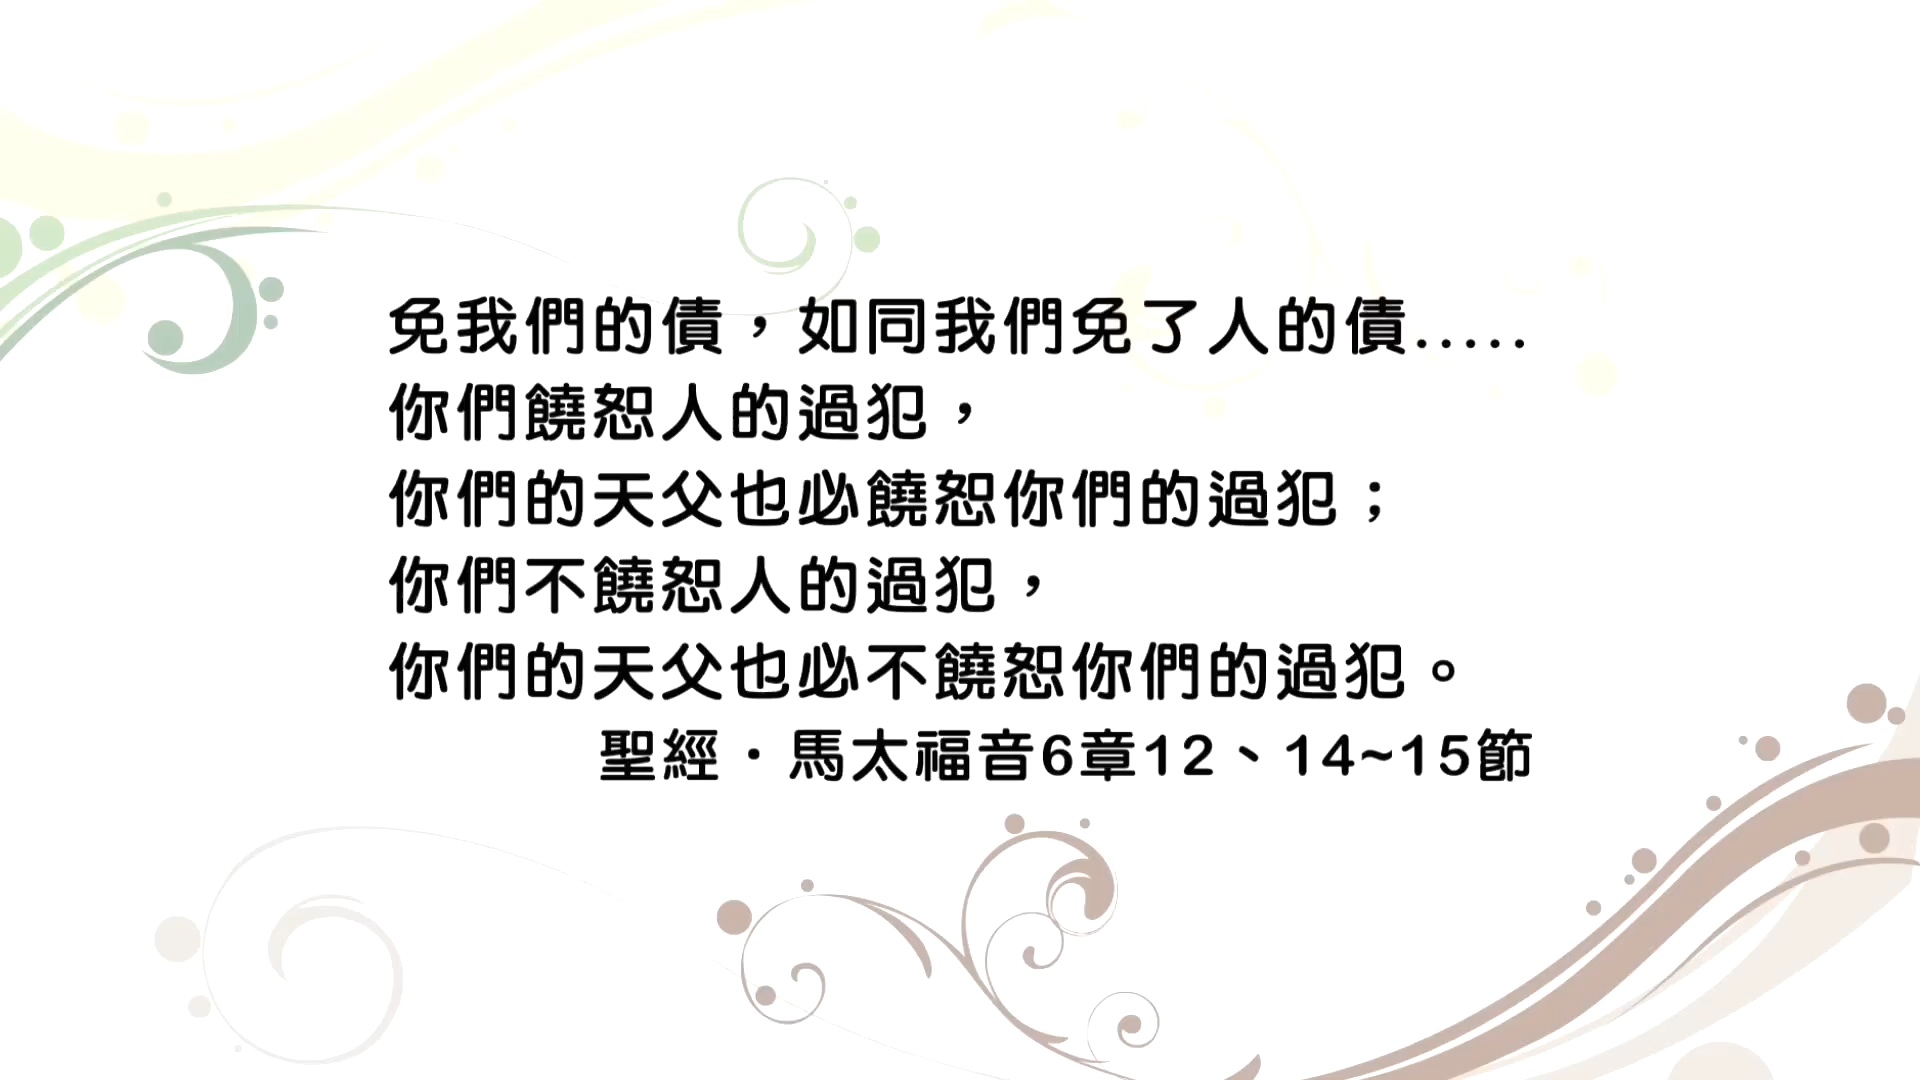 免我們的債，如同我們免了人的債.....
你們饒恕人的過犯，
你們的天父也必饒恕你們的過犯；
你們不饒恕人的過犯，
你們的天父也必不饒恕你們的過犯。
聖經．馬太福音6章12、14~15節